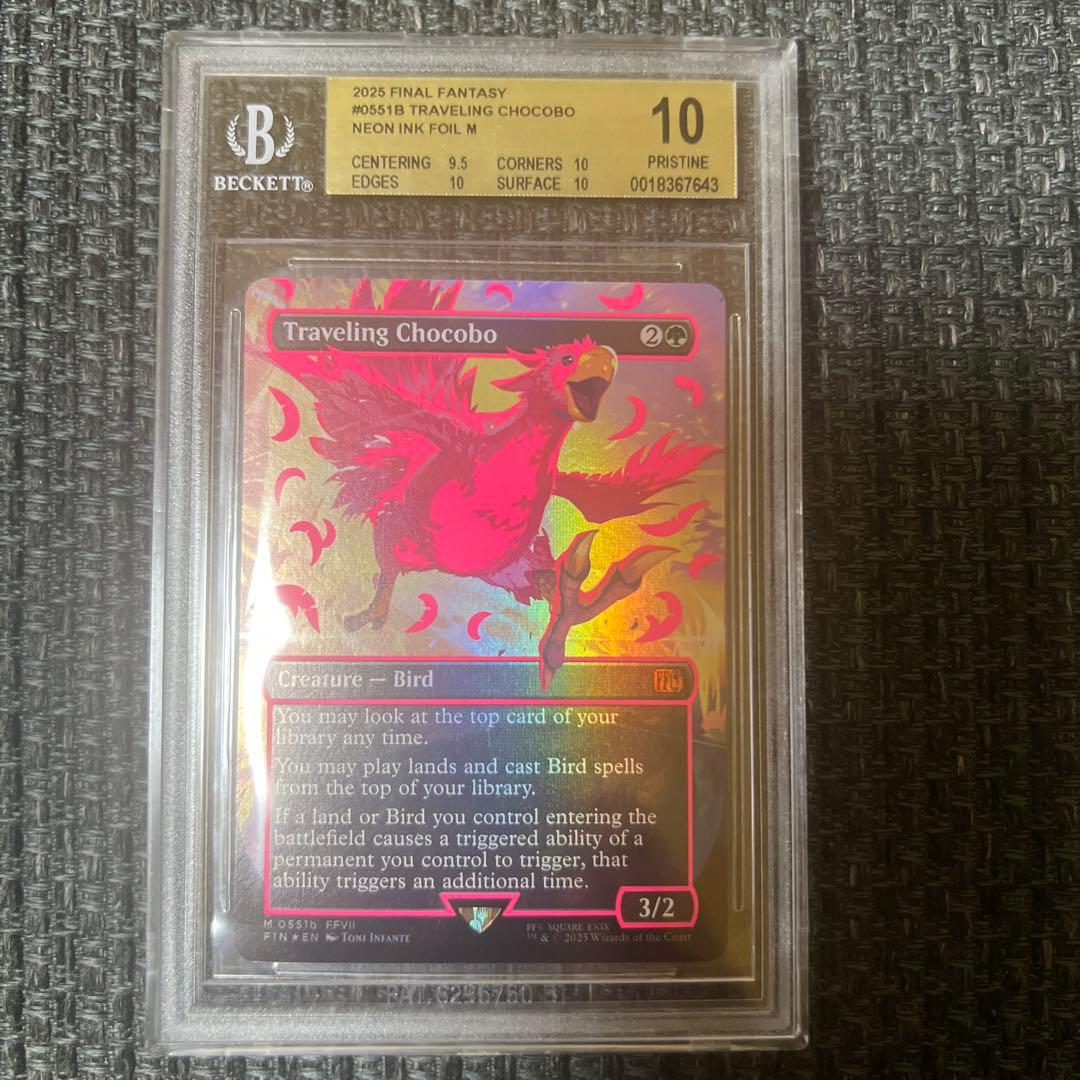 2025 FINAL FANTASY
#0551B TRAVELING CHOCOBO
NEON INK FOIL M
10
PRISTINE
CENTERING 9.5 CORNERS 10
EDGES 10 SURFACE 10
0018367643
B
BECKETT®
Traveling Chocobo
2
Creature — Bird
You may look at the top card of your
library any time.
You may play lands and cast Bird spells
from the top of your library.
If a land or Bird you control entering the
battlefield causes a triggered ability of a
permanent you control to trigger, that
ability triggers an additional time.
3/2
M 0551b FFVII
FIN ★ EN Toni Infante
SQUARE ENIX
™ & © 2025 Wizards of the Coast